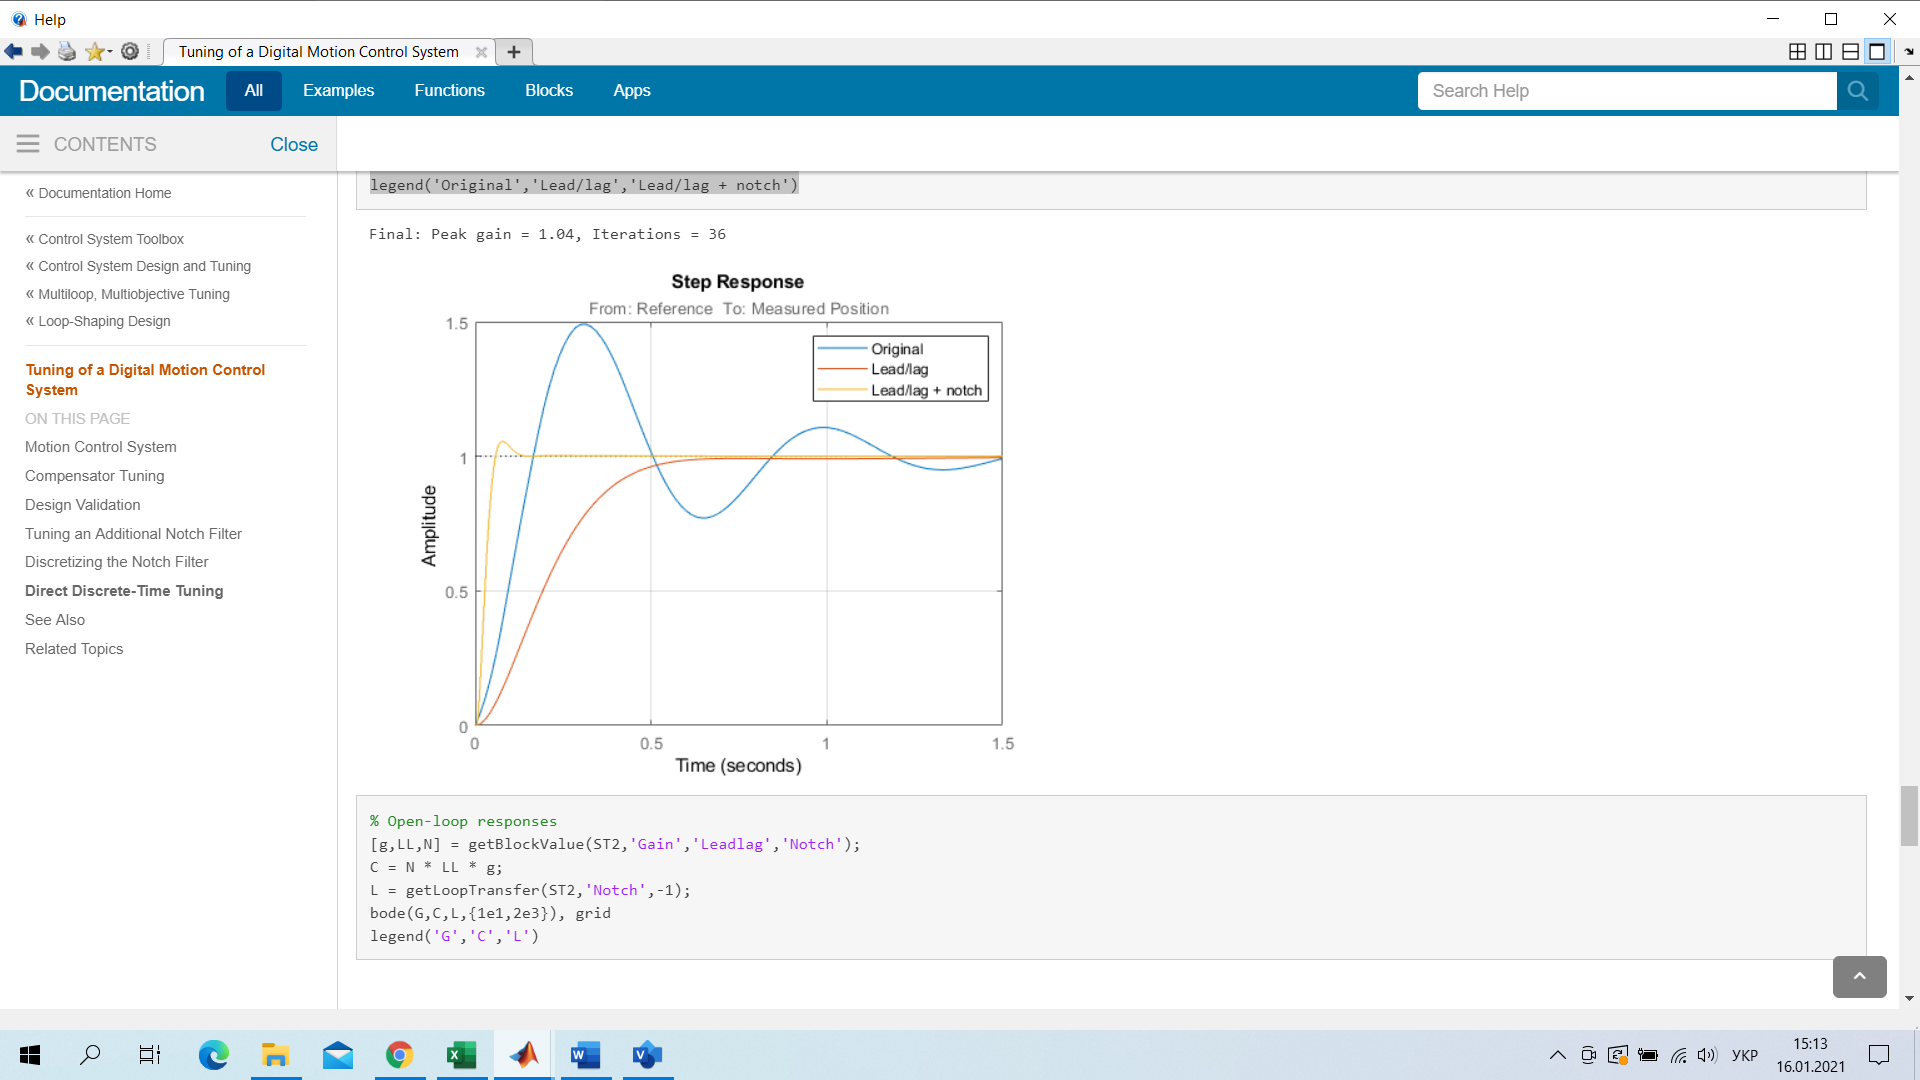 Help
Tuning of a Digital Motion Control System
Documentation
All
Examples
Functions
Blocks
Apps
Search Help
CONTENTS
Close
« Documentation Home
« Control System Toolbox
« Control System Design and Tuning
« Multiloop, Multiobjective Tuning
« Loop-Shaping Design
Tuning of a Digital Motion Control
System
ON THIS PAGE
Motion Control System
Compensator Tuning
Design Validation
Tuning an Additional Notch Filter
Discretizing the Notch Filter
Direct Discrete-Time Tuning
See Also
Related Topics
legend('Original','Lead/lag','Lead/lag + notch')
Final: Peak gain = 1.04, Iterations = 36
Step Response
From: Reference To: Measured Position
Original
Lead/lag
Lead/lag + notch
1.5
1
0.5
0
Amplitude
0
0.5
1
1.5
Time (seconds)
% Open-loop responses
[g,LL,N] = getBlockValue(ST2,'Gain','Leadlag','Notch');
C = N * LL * g;
L = getLoopTransfer(ST2,'Notch',-1);
bode(G,C,L,{1e1,2e3}), grid
legend('G','C','L')
УКР
15:13
16.01.2021